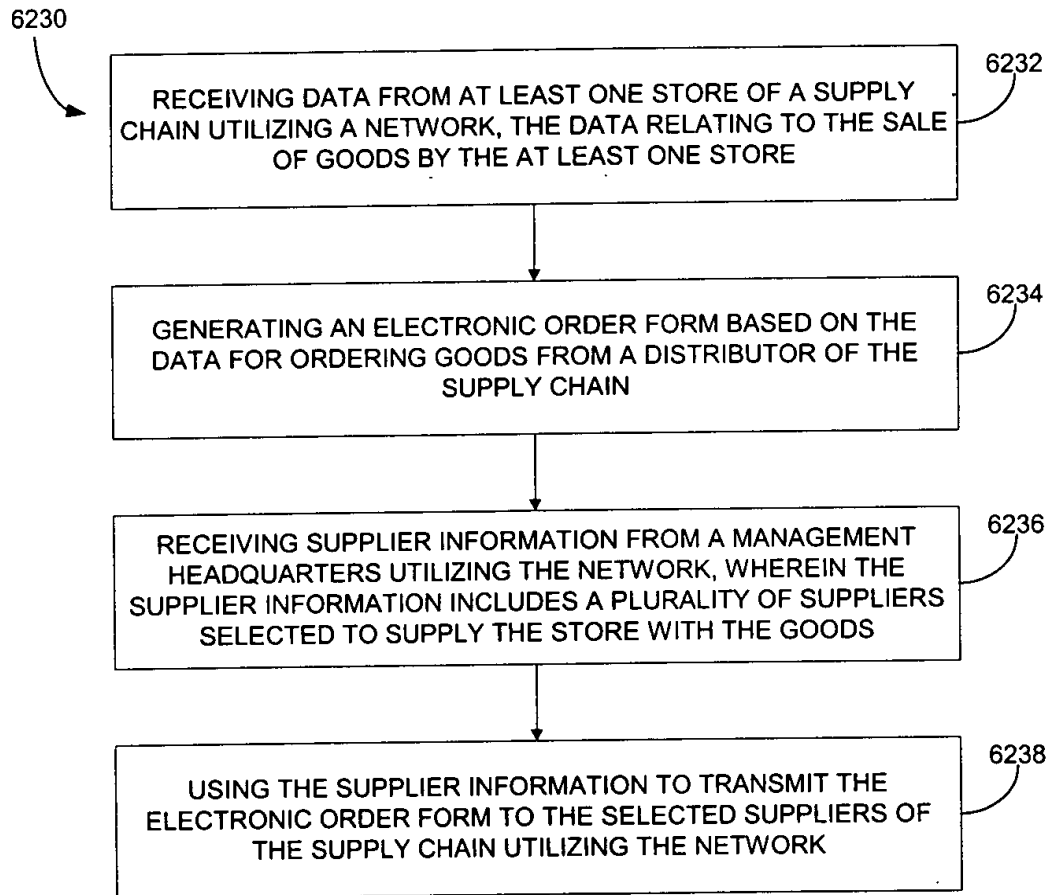 6230
6232
RECEIVING DATA FROM AT LEAST ONE STORE OF A SUPPLY
CHAIN UTILIZING A NETWORK, THE DATA RELATING TO THE SALE
OF GOODS BY THE AT LEAST ONE STORE
6234
GENERATING AN ELECTRONIC ORDER FORM BASED ON THE
DATA FOR ORDERING GOODS FROM A DISTRIBUTOR OF THE
SUPPLY CHAIN
6236
RECEIVING SUPPLIER INFORMATION FROM A MANAGEMENT
HEADQUARTERS UTILIZING THE NETWORK, WHEREIN THE
SUPPLIER INFORMATION INCLUDES A PLURALITY OF SUPPLIERS
SELECTED TO SUPPLY THE STORE WITH THE GOODS
6238
USING THE SUPPLIER INFORMATION TO TRANSMIT THE
ELECTRONIC ORDER FORM TO THE SELECTED SUPPLIERS OF
THE SUPPLY CHAIN UTILIZING THE NETWORK